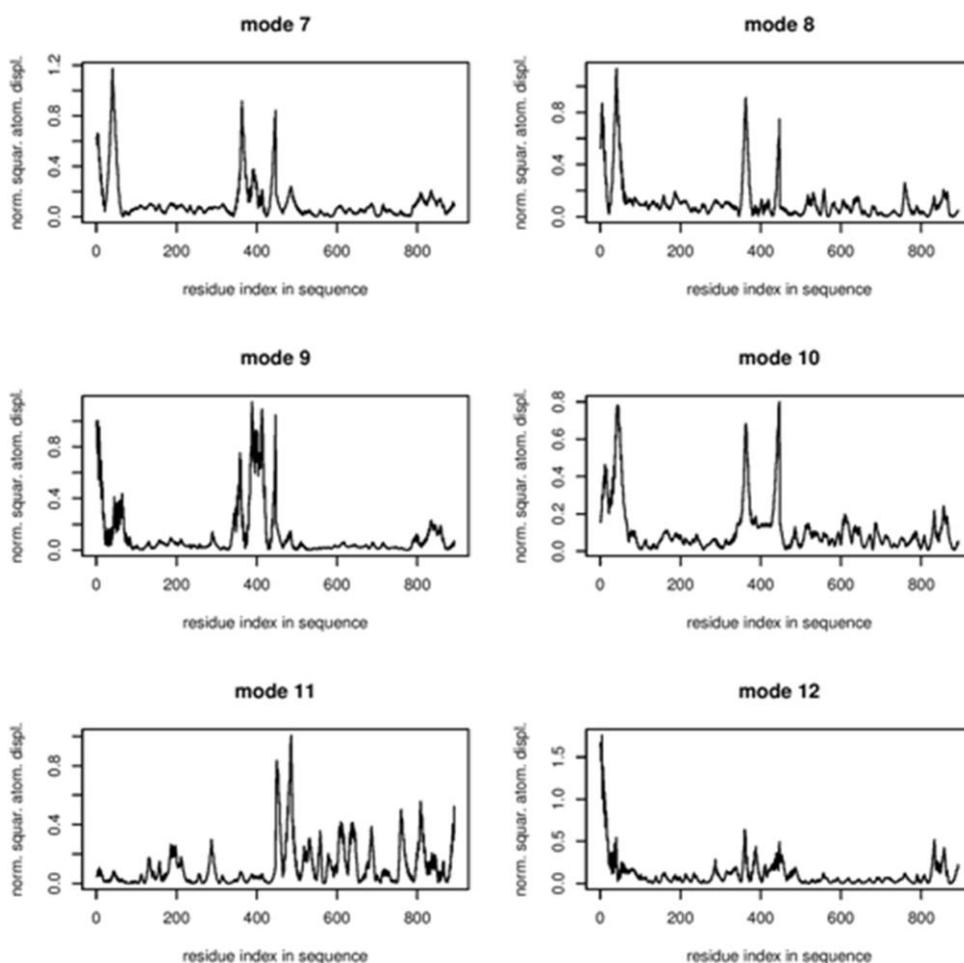 mode 7
norm. squar. atom. displ.
1.2
0.8
0.4
0.0
0 200 400 600 800
residue index in sequence
mode 8
norm. squar. atom. displ.
0.8
0.4
0.0
0 200 400 600 800
residue index in sequence
mode 9
norm. squar. atom. displ.
0.8
0.4
0.0
0 200 400 600 800
residue index in sequence
mode 10
norm. squar. atom. displ.
0.8
0.6
0.4
0.2
0.0
0 200 400 600 800
residue index in sequence
mode 11
norm. squar. atom. displ.
0.8
0.4
0.0
0 200 400 600 800
residue index in sequence
mode 12
norm. squar. atom. displ.
1.5
1.0
0.5
0.0
0 200 400 600 800
residue index in sequence